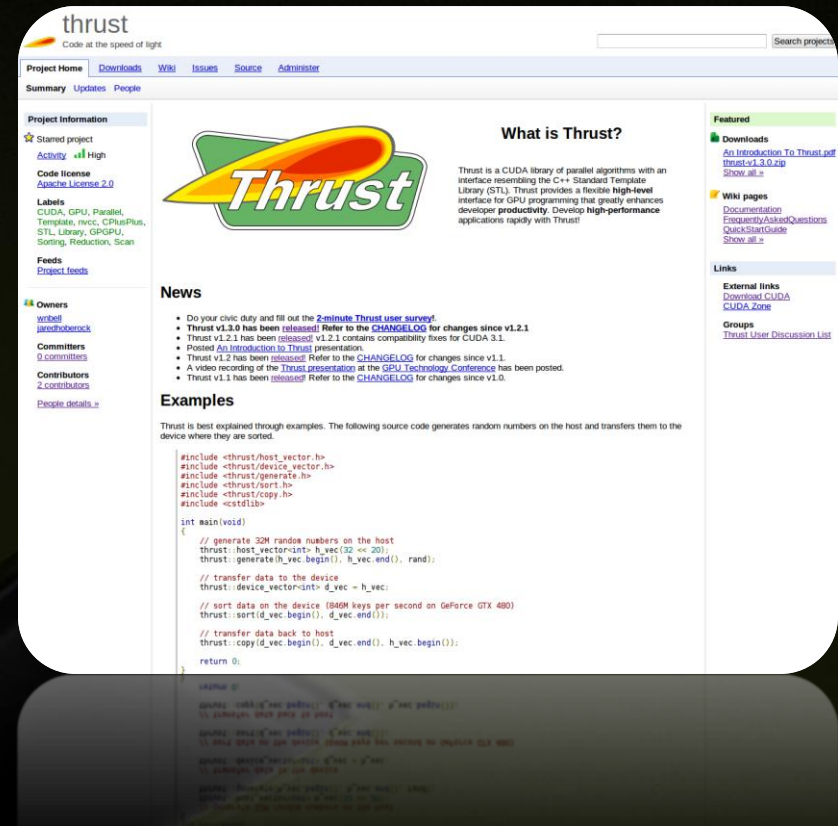 thrust
Code at the speed of light
Search projects
Project Home Downloads Wiki Issues Source Administer
Summary Updates People
Project Information
Starred project
Activity High
Code license
Apache License 2.0
Labels
CUDA, GPU, Parallel,
Template, nvcc, CPlusPlus,
STL, Library, GPGPU,
Sorting, Reduction, Scan
Feeds
Project feeds
Owners
wnbell
jaredhoberock
Committers
0 committers
Contributors
2 contributors
People details »
Thrust
What is Thrust?
Thrust is a CUDA library of parallel algorithms with an
interface resembling the C++ Standard Template
Library (STL). Thrust provides a flexible high-level
interface for GPU programming that greatly enhances
developer productivity. Develop high-performance
applications rapidly with Thrust!
News
Do your civic duty and fill out the 2-minute Thrust user survey!.
Thrust v1.3.0 has been released! Refer to the CHANGELOG for changes since v1.2.1
Thrust v1.2.1 has been released! v1.2.1 contains compatibility fixes for CUDA 3.1.
Posted An Introduction to Thrust presentation.
Thrust v1.2 has been released! Refer to the CHANGELOG for changes since v1.1.
A video recording of the Thrust presentation at the GPU Technology Conference has been posted.
Thrust v1.1 has been released! Refer to the CHANGELOG for changes since v1.0.
Examples
Thrust is best explained through examples. The following source code generates random numbers on the host and transfers them to the
device where they are sorted.
#include <thrust/host_vector.h>
#include <thrust/device_vector.h>
#include <thrust/generate.h>
#include <thrust/sort.h>
#include <thrust/copy.h>
#include <cstdlib>
int main(void)
{
// generate 32M random numbers on the host
thrust::host_vector<int> h_vec(32 << 20);
thrust::generate(h_vec.begin(), h_vec.end(), rand);
// transfer data to the device
thrust::device_vector<int> d_vec = h_vec;
// sort data on the device (846M keys per second on GeForce GTX 480)
thrust::sort(d_vec.begin(), d_vec.end());
// transfer data back to host
thrust::copy(d_vec.begin(), d_vec.end(), h_vec.begin());
return 0;
}
Featured
Downloads
An Introduction To Thrust.pdf
thrust-v1.3.0.zip
Show all »
Wiki pages
Documentation
FrequentlyAskedQuestions
QuickStartGuide
Show all »
Links
External links
Download CUDA
CUDA Zone
Groups
Thrust User Discussion List